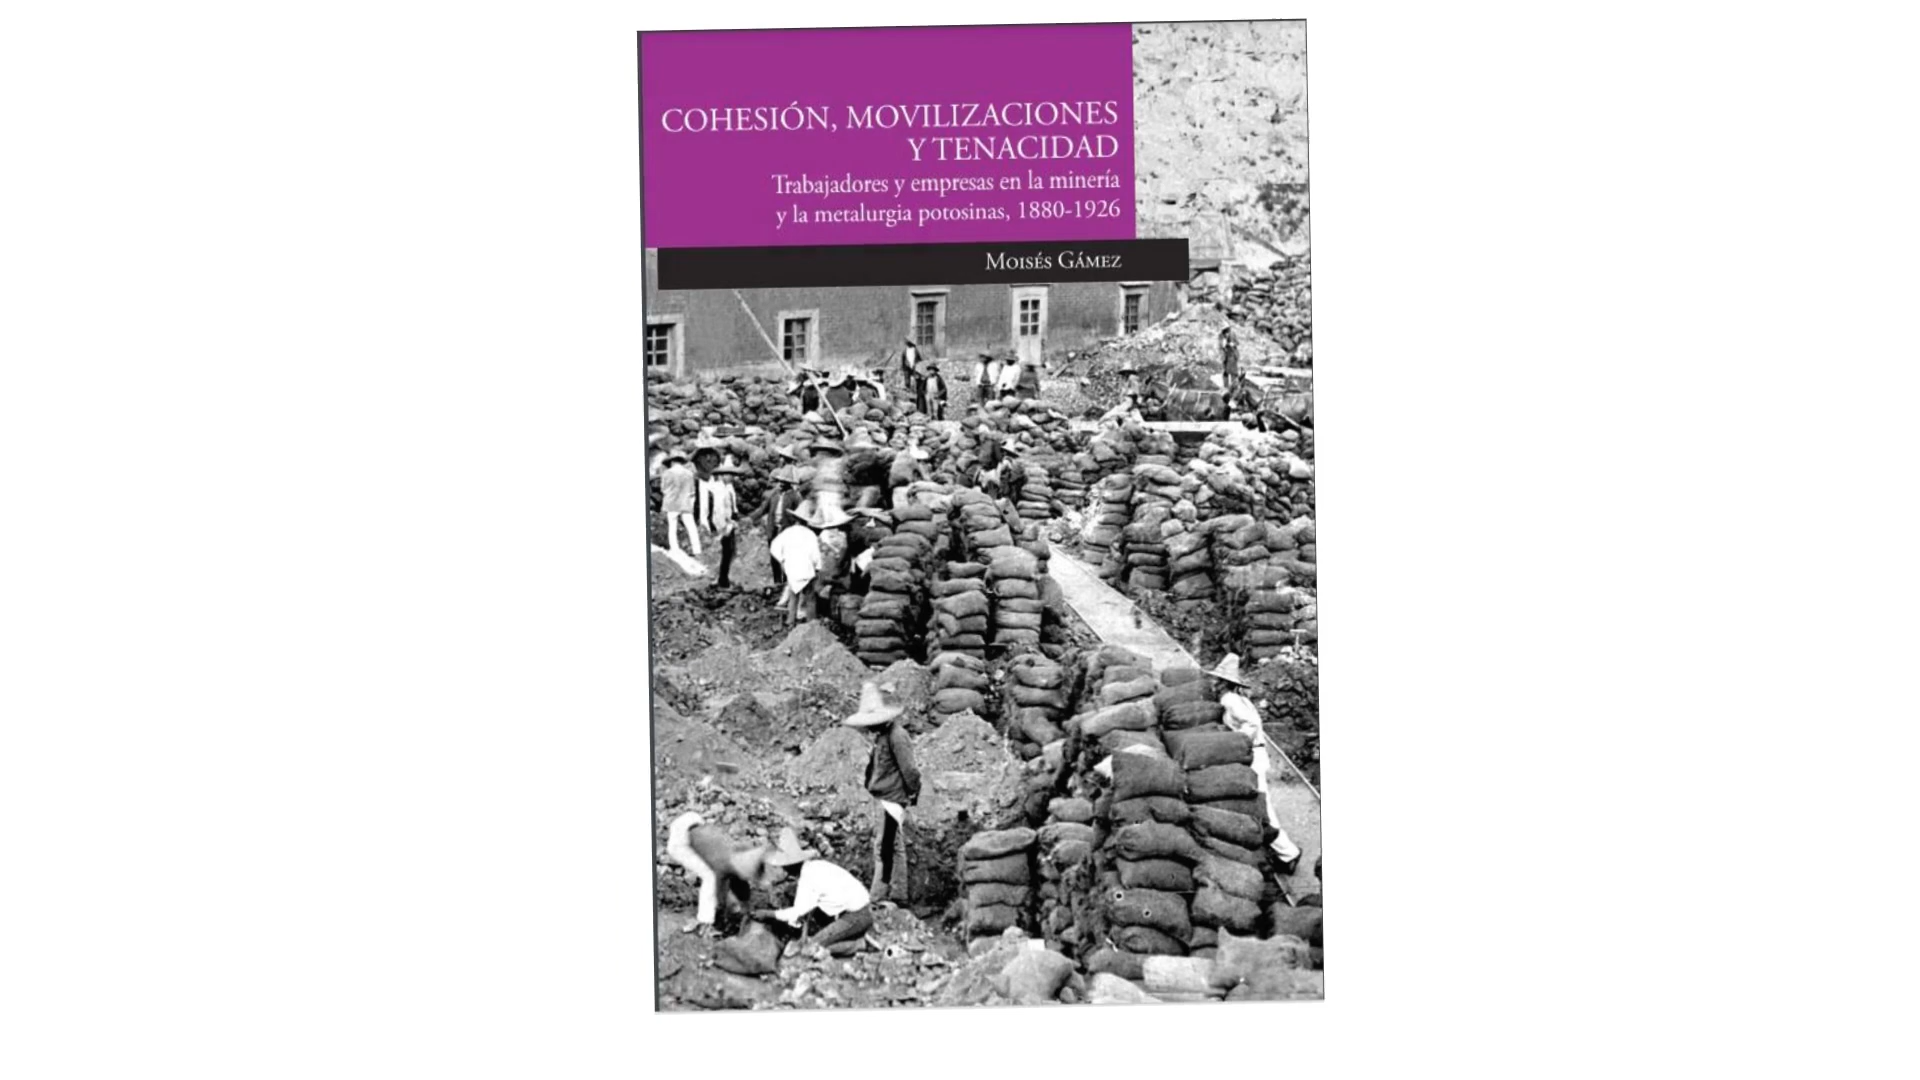 COHESIÓN, MOVILIZACIONES
Y TENACIDAD
Trabajadores y empresas en la minería
y la metalurgia potosinas, 1880-1926
Moisés Gámez